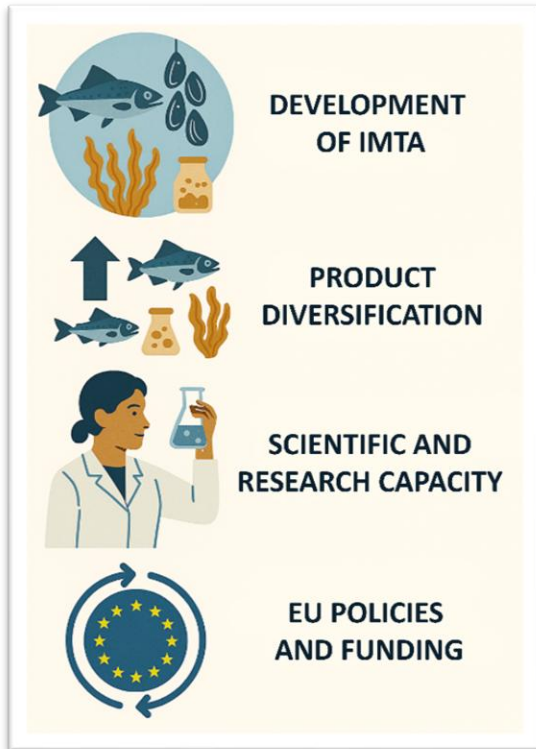 DEVELOPMENT
OF IMTA
PRODUCT
DIVERSIFICATION
SCIENTIFIC AND
RESEARCH CAPACITY
EU POLICIES
AND FUNDING